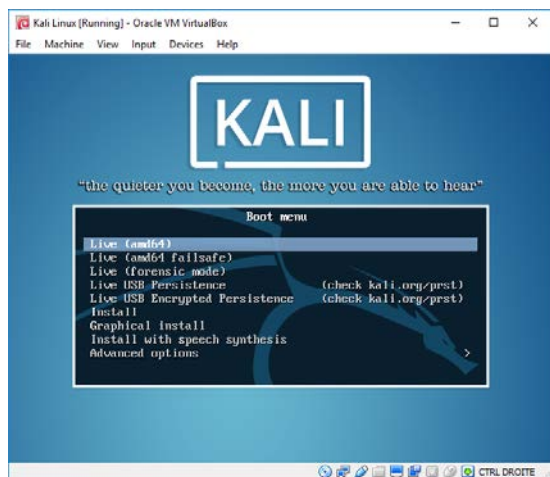 Kali Linux [Running] - Oracle VM VirtualBox
File Machine View Input Devices Help
KALI
"the quieter you become, the more you are able to hear"
Boot menu
Live (amd64)
Live (amd64 failsafe)
Live (forensic mode)
Live USB Persistence (check kali.org/prst)
Live USB Encrypted Persistence (check kali.org/prst)
Install
Graphical install
Install with speech synthesis
Advanced options >
CTRL DROITE